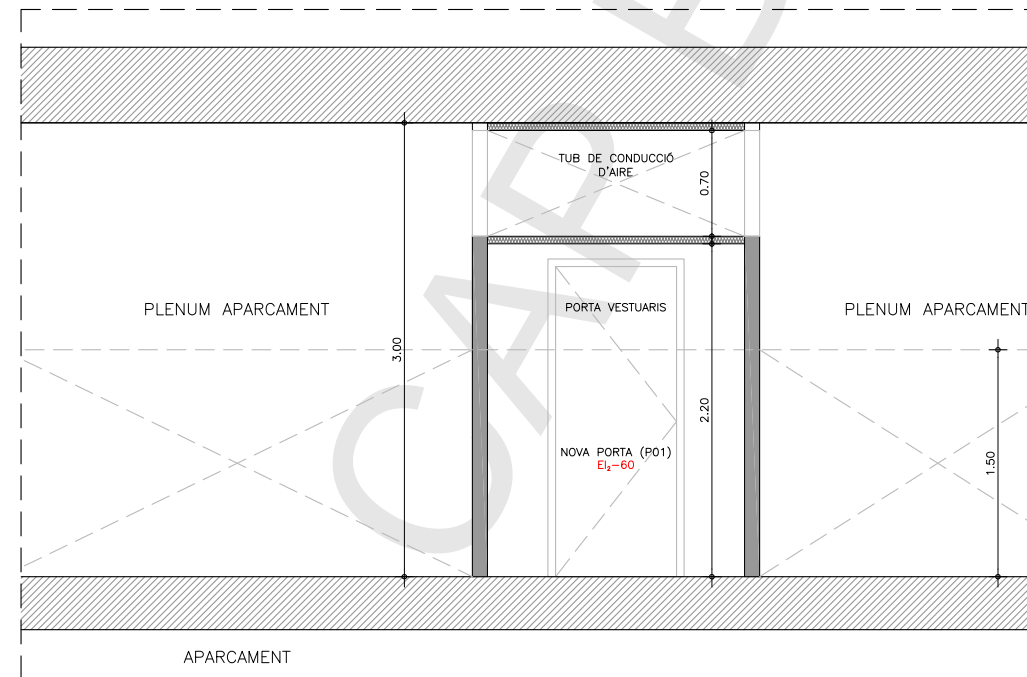 TUB DE CONDUCCIÓ
D'AIRE
0.70
PLENUM APARCAMENT
PORTA VESTUARIS
PLENUM APARCAMENT
3.00
2.20
NOVA PORTA (P01)
EI₂-60
1.50
APARCAMENT